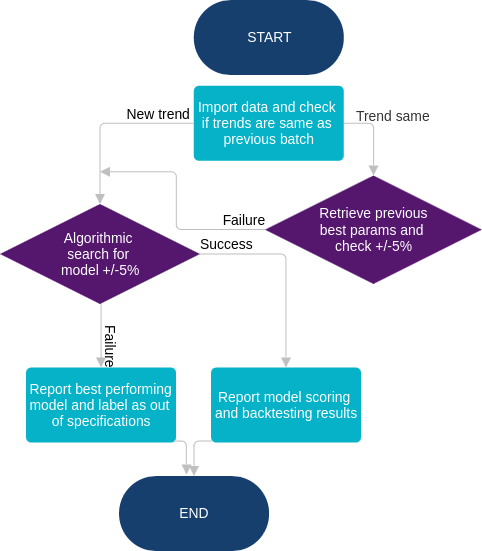 START
Import data and check
if trends are same as
previous batch
New trend
Trend same
Retrieve previous
best params and
check +/-5%
Failure
Success
Algorithmic
search for
model +/-5%
Failure
Report best performing
model and label as out
of specifications
Report model scoring
and backtesting results
END